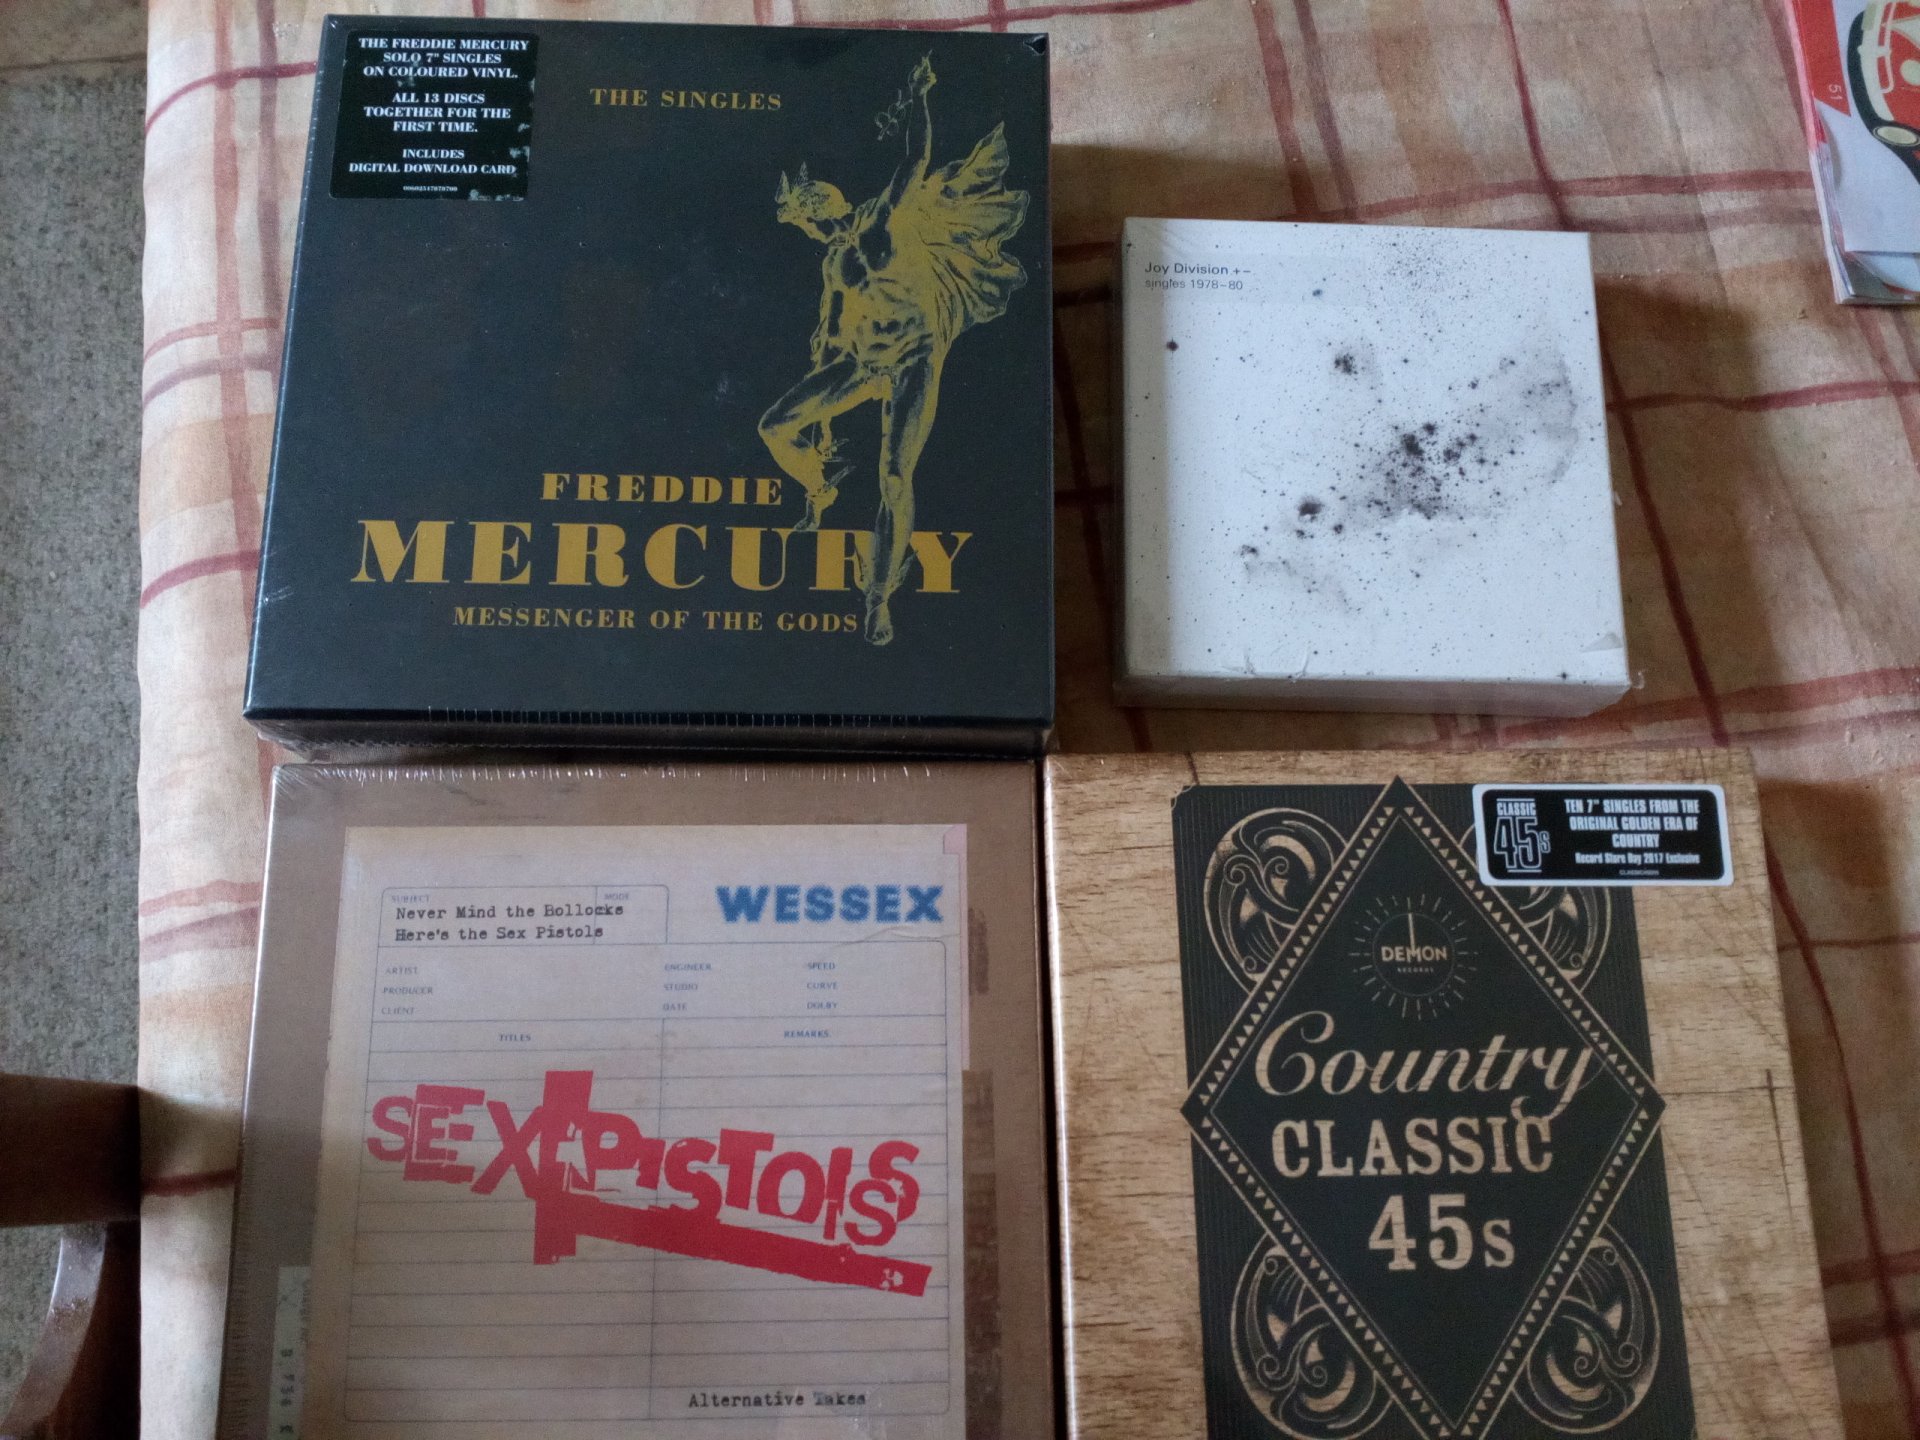 THE FREDDIE MERCURY
SOLO 7" SINGLES
ON COLOURED VINYL.
ALL 13 DISCS
TOGETHER FOR THE
FIRST TIME.
INCLUDES
DIGITAL DOWNLOAD CARD
THE SINGLES
FREDDIE
MERCURY
MESSENGER OF THE GODS
Joy Division +−
singles 1978–80
51
SUBJECT
MODE
Never Mind the Bollocks
Here's the Sex Pistols
WESSEX
ARTIST
ENGINEER
SPEED
PRODUCER
STUDIO
CURVE
CLIENT
DATE
DOLBY
TITLES
REMARKS
SEX PISTOLS
Alternative Takes
CLASSIC
45s
TEN 7" SINGLES FROM THE
ORIGINAL GOLDEN ERA OF
COUNTRY
Record Store Day 2017 Exclusive
DEMON
RECORDS
Country
CLASSIC
45s